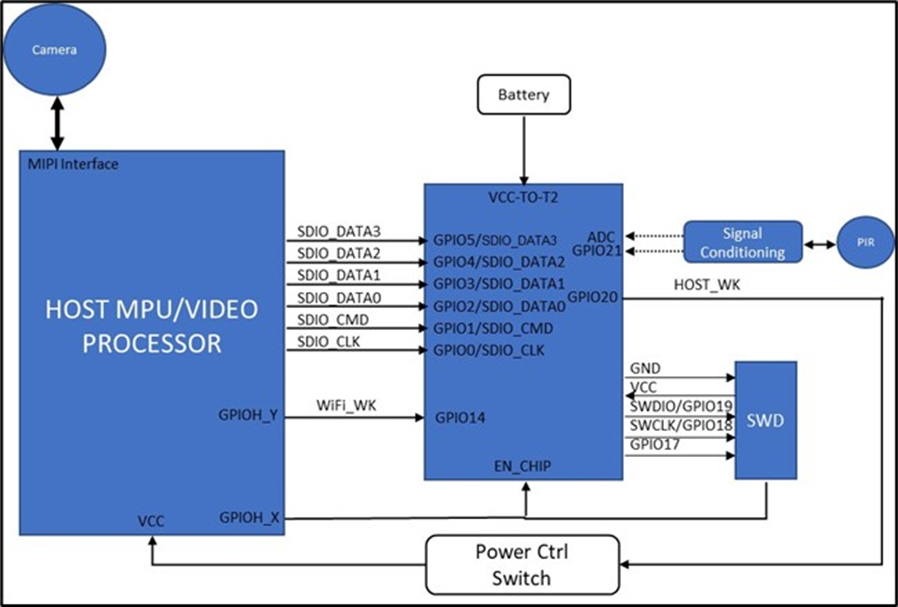 Camera
Battery
MIPI Interface
VCC-TO-T2
SDIO_DATA3
SDIO_DATA2
SDIO_DATA1
SDIO_DATA0
SDIO_CMD
SDIO_CLK
GPIO5/SDIO_DATA3
GPIO4/SDIO_DATA2
GPIO3/SDIO_DATA1
GPIO2/SDIO_DATA0
GPIO1/SDIO_CMD
GPIO0/SDIO_CLK
ADC
GPIO21
GPIO20
Signal
Conditioning
PIR
HOST_WK
HOST MPU/VIDEO
PROCESSOR
GND
VCC
SWDIO/GPIO19
SWCLK/GPIO18
GPIO17
SWD
GPIOH_Y
WiFi_WK
GPIO14
EN_CHIP
VCC
GPIOH_X
Power Ctrl
Switch